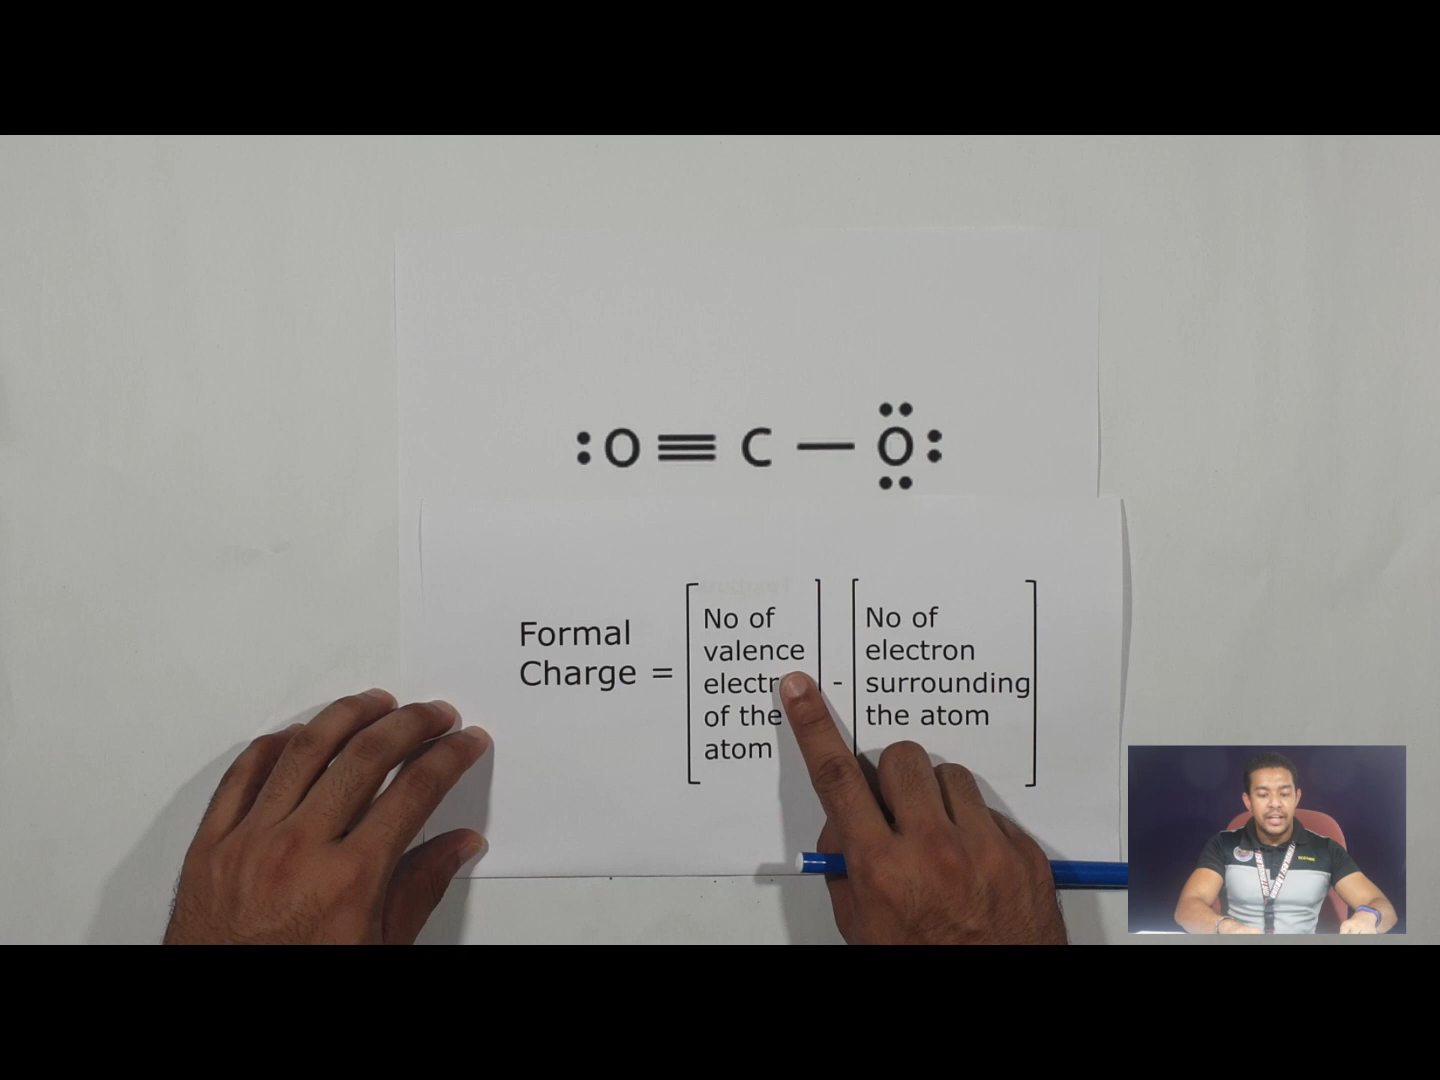 :O≡C—Ö:
Formal
Charge =
No of
valence
electr
of the
atom
-
No of
electron
surrounding
the atom